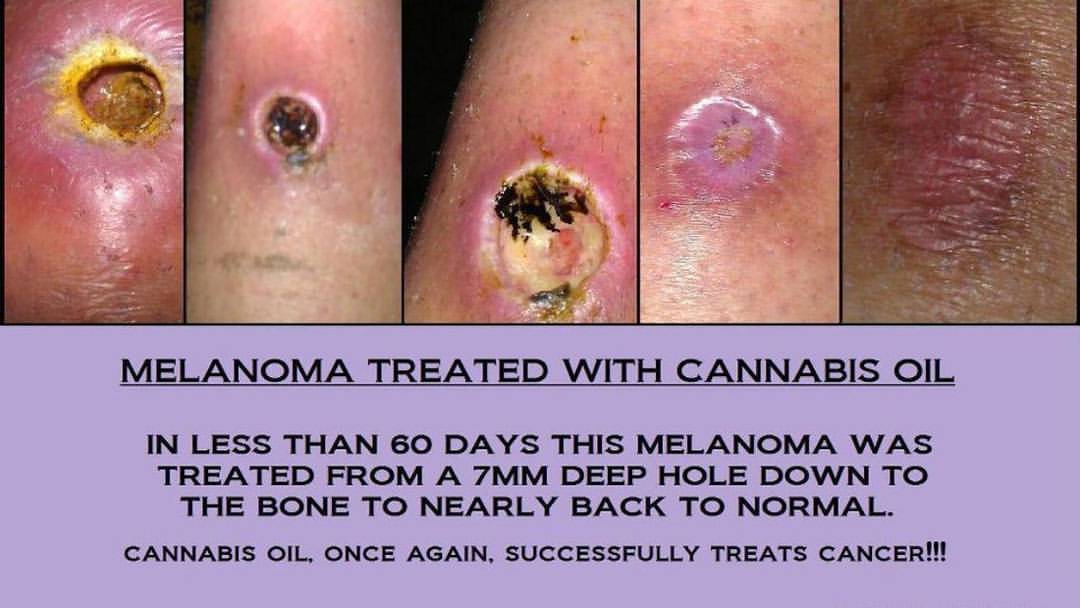 MELANOMA TREATED WITH CANNABIS OIL
IN LESS THAN 60 DAYS THIS MELANOMA WAS
TREATED FROM A 7MM DEEP HOLE DOWN TO
THE BONE TO NEARLY BACK TO NORMAL.
CANNABIS OIL, ONCE AGAIN, SUCCESSFULLY TREATS CANCER!!!